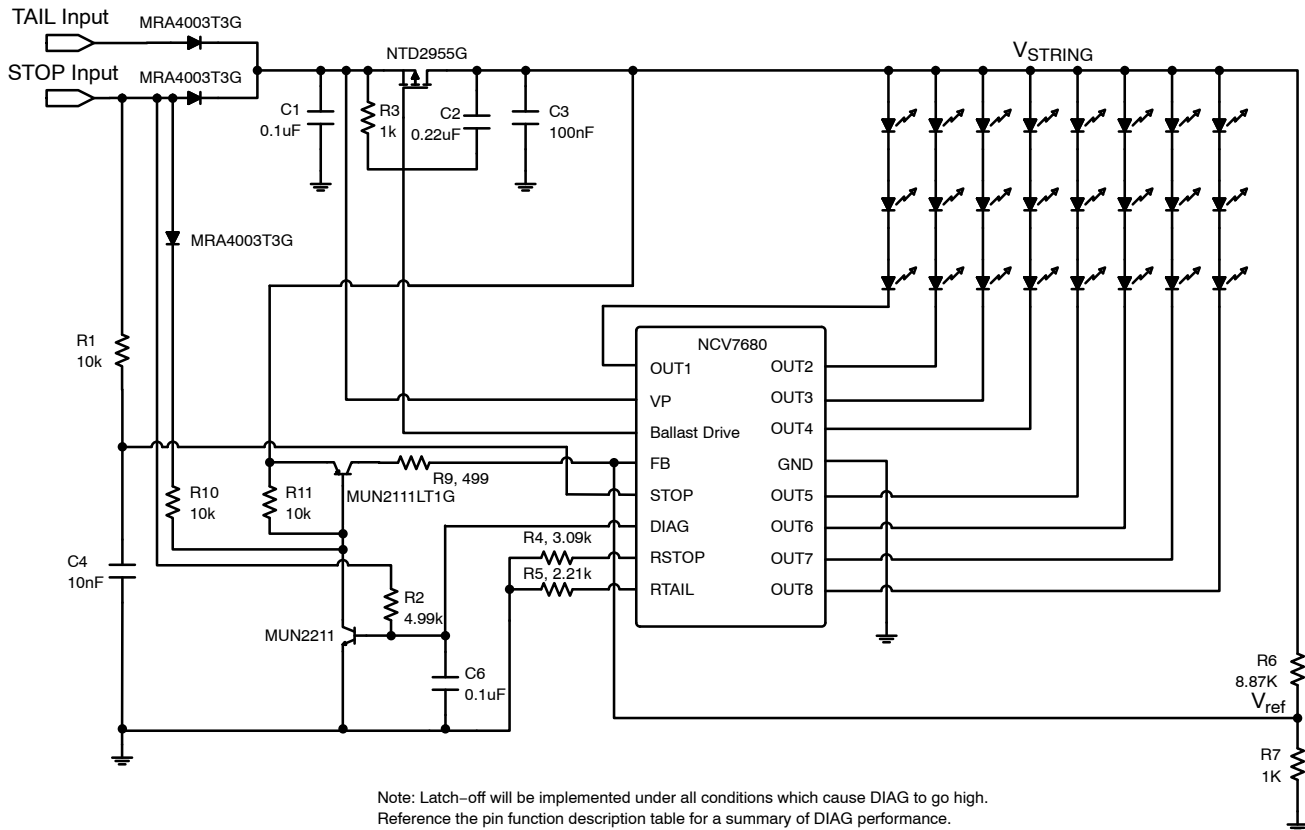 TAIL Input
MRA4003T3G
STOP Input
MRA4003T3G
NTD2955G
VSTRING
C1
0.1uF
R3
1k
C2
0.22uF
C3
100nF
MRA4003T3G
R1
10k
NCV7680
OUT1
VP
Ballast Drive
FB
STOP
DIAG
RSTOP
RTAIL
OUT2
OUT3
OUT4
GND
OUT5
OUT6
OUT7
OUT8
R9, 499
MUN2111LT1G
R10
10k
R11
10k
R4, 3.09k
R5, 2.21k
C4
10nF
R2
4.99k
MUN2211
C6
0.1uF
R6
8.87K
Vref
R7
1K
Note: Latch–off will be implemented under all conditions which cause DIAG to go high.
Reference the pin function description table for a summary of DIAG performance.